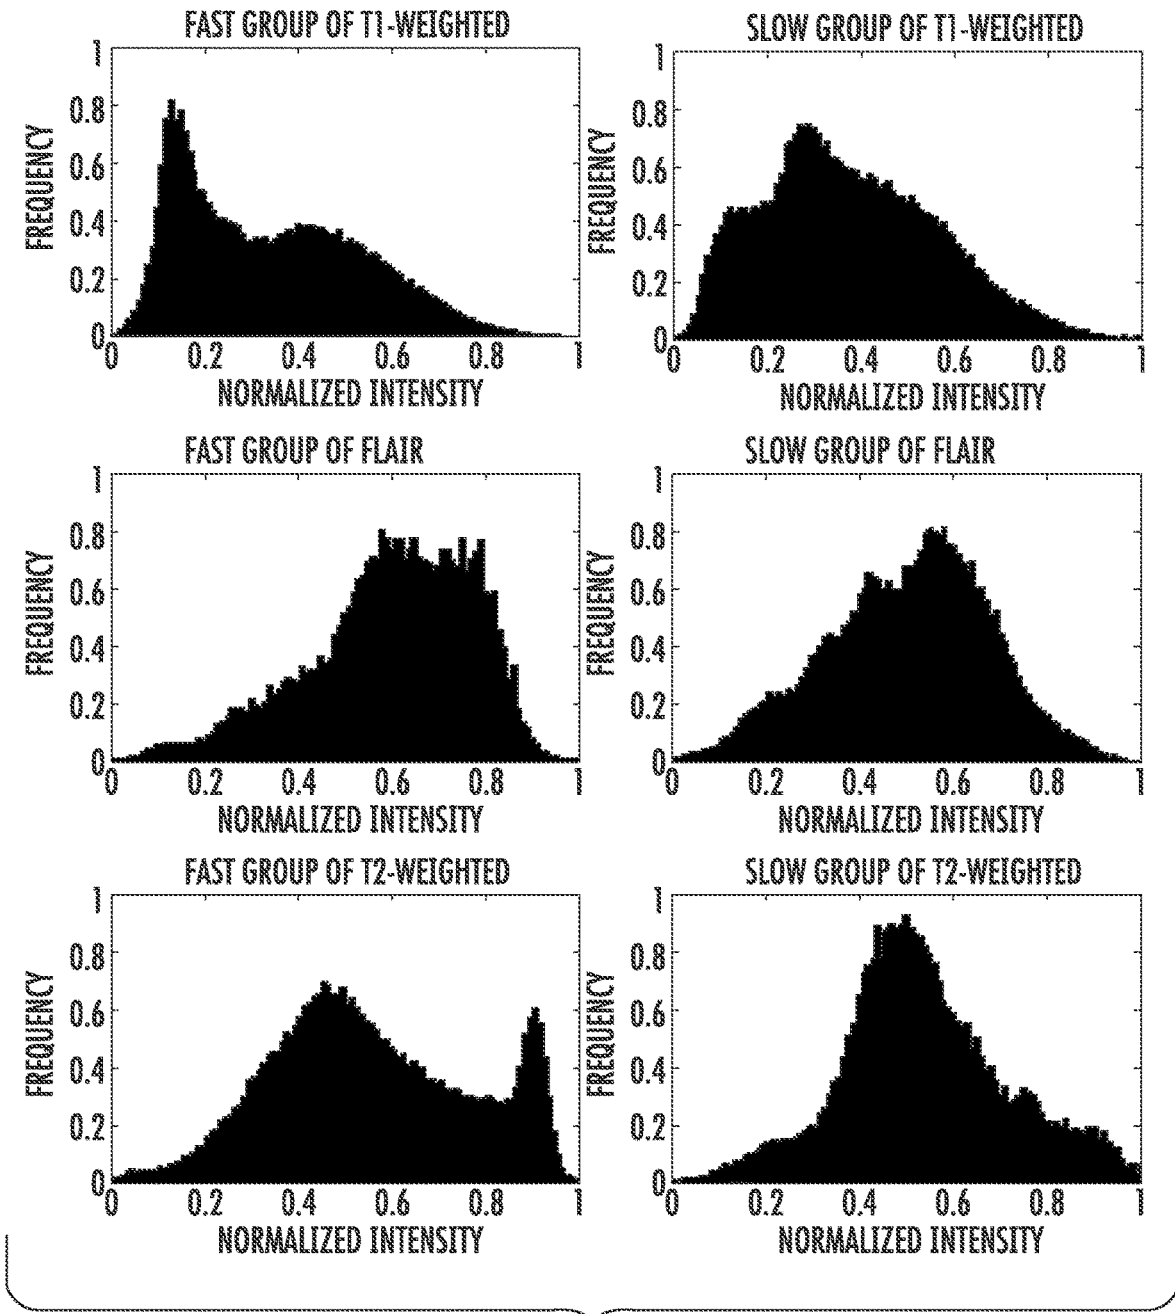 FAST GROUP OF T1-WEIGHTED
1
0.8
0.6
0.4
0.2
0
FREQUENCY
0 0.2 0.4 0.6 0.8 1
NORMALIZED INTENSITY
SLOW GROUP OF T1-WEIGHTED
1
0.8
0.6
0.4
0.2
0
FREQUENCY
0 0.2 0.4 0.6 0.8 1
NORMALIZED INTENSITY
FAST GROUP OF FLAIR
1
0.8
0.6
0.4
0.2
0
FREQUENCY
0 0.2 0.4 0.6 0.8 1
NORMALIZED INTENSITY
SLOW GROUP OF FLAIR
1
0.8
0.6
0.4
0.2
0
FREQUENCY
0 0.2 0.4 0.6 0.8 1
NORMALIZED INTENSITY
FAST GROUP OF T2-WEIGHTED
1
0.8
0.6
0.4
0.2
0
FREQUENCY
0 0.2 0.4 0.6 0.8 1
NORMALIZED INTENSITY
SLOW GROUP OF T2-WEIGHTED
1
0.8
0.6
0.4
0.2
0
FREQUENCY
0 0.2 0.4 0.6 0.8 1
NORMALIZED INTENSITY